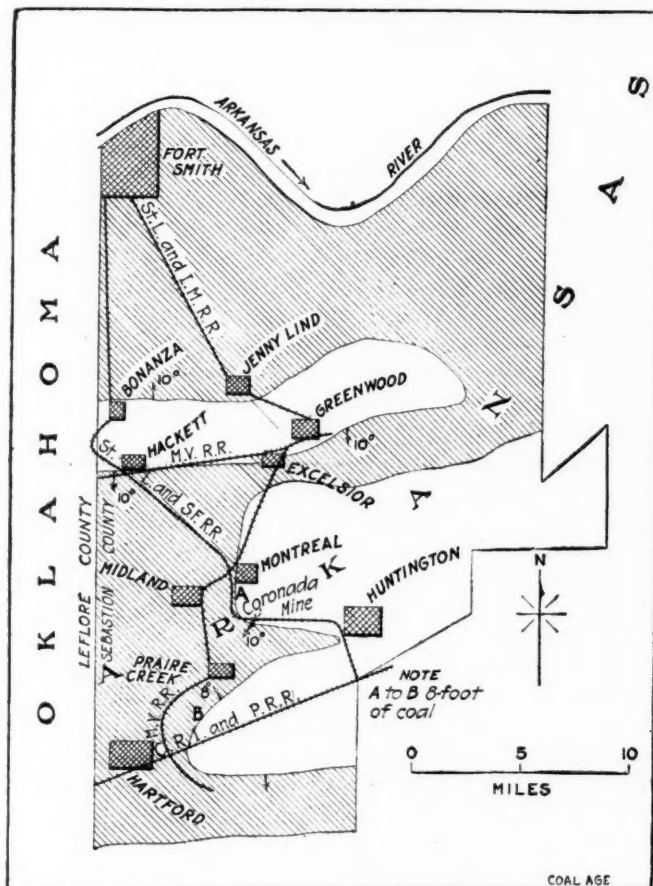 ARKANSAS
RIVER
FORT
SMITH
St. L. and I. M. R. R.
BONANZA
10°
JENNY LIND
GREENWOOD
10°
HACKETT
M.V. R.R.
St. L. and S.F. R.R.
10°
EXCELSIOR
OKLAHOMA
ARKANSAS
LEFLORE COUNTY
SEBASTIAN COUNTY
MONTREAL
MIDLAND
A
Coronada
Mine
HUNTINGTON
10°
N
PRAIRE
CREEK
8°
B
M.V. R.R.
C. R. I. and P. R. R.
NOTE
A to B 8-foot
of coal
HARTFORD
0 5 10
MILES
COAL AGE